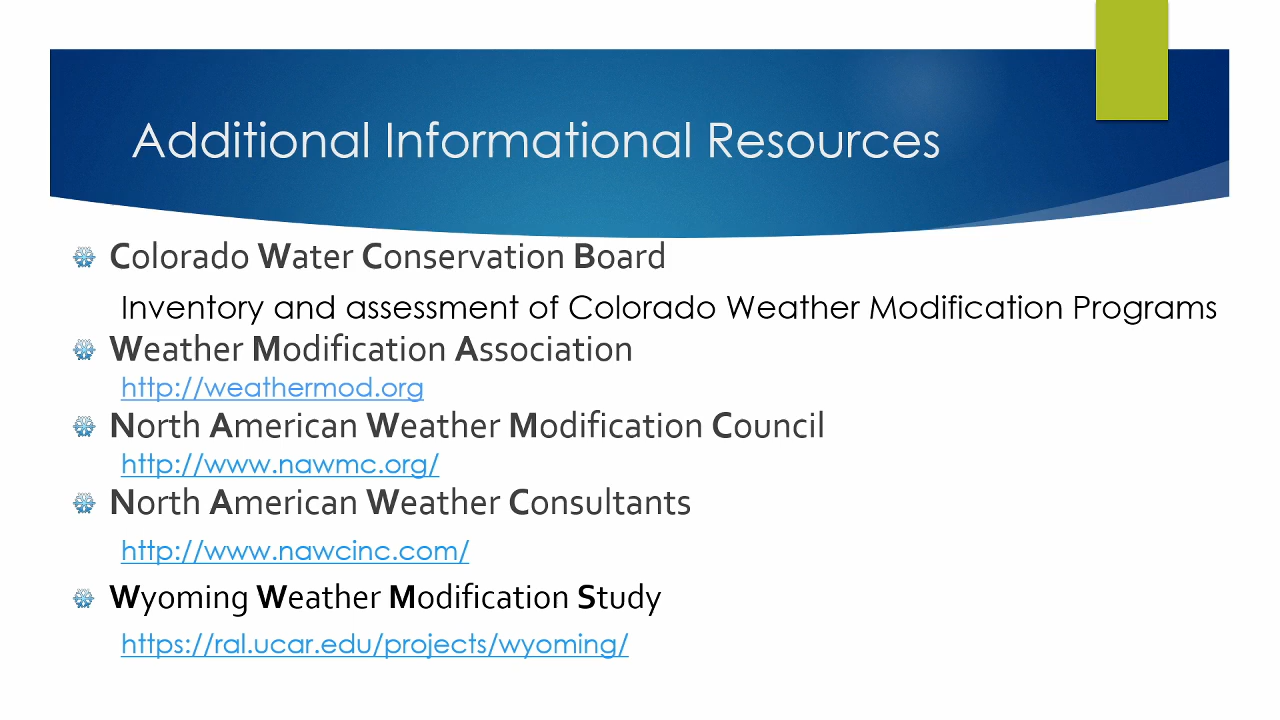 Additional Informational Resources
Colorado Water Conservation Board
Inventory and assessment of Colorado Weather Modification Programs
Weather Modification Association
http://weathermod.org
North American Weather Modification Council
http://www.nawmc.org/
North American Weather Consultants
http://www.nawcinc.com/
Wyoming Weather Modification Study
https://ral.ucar.edu/projects/wyoming/